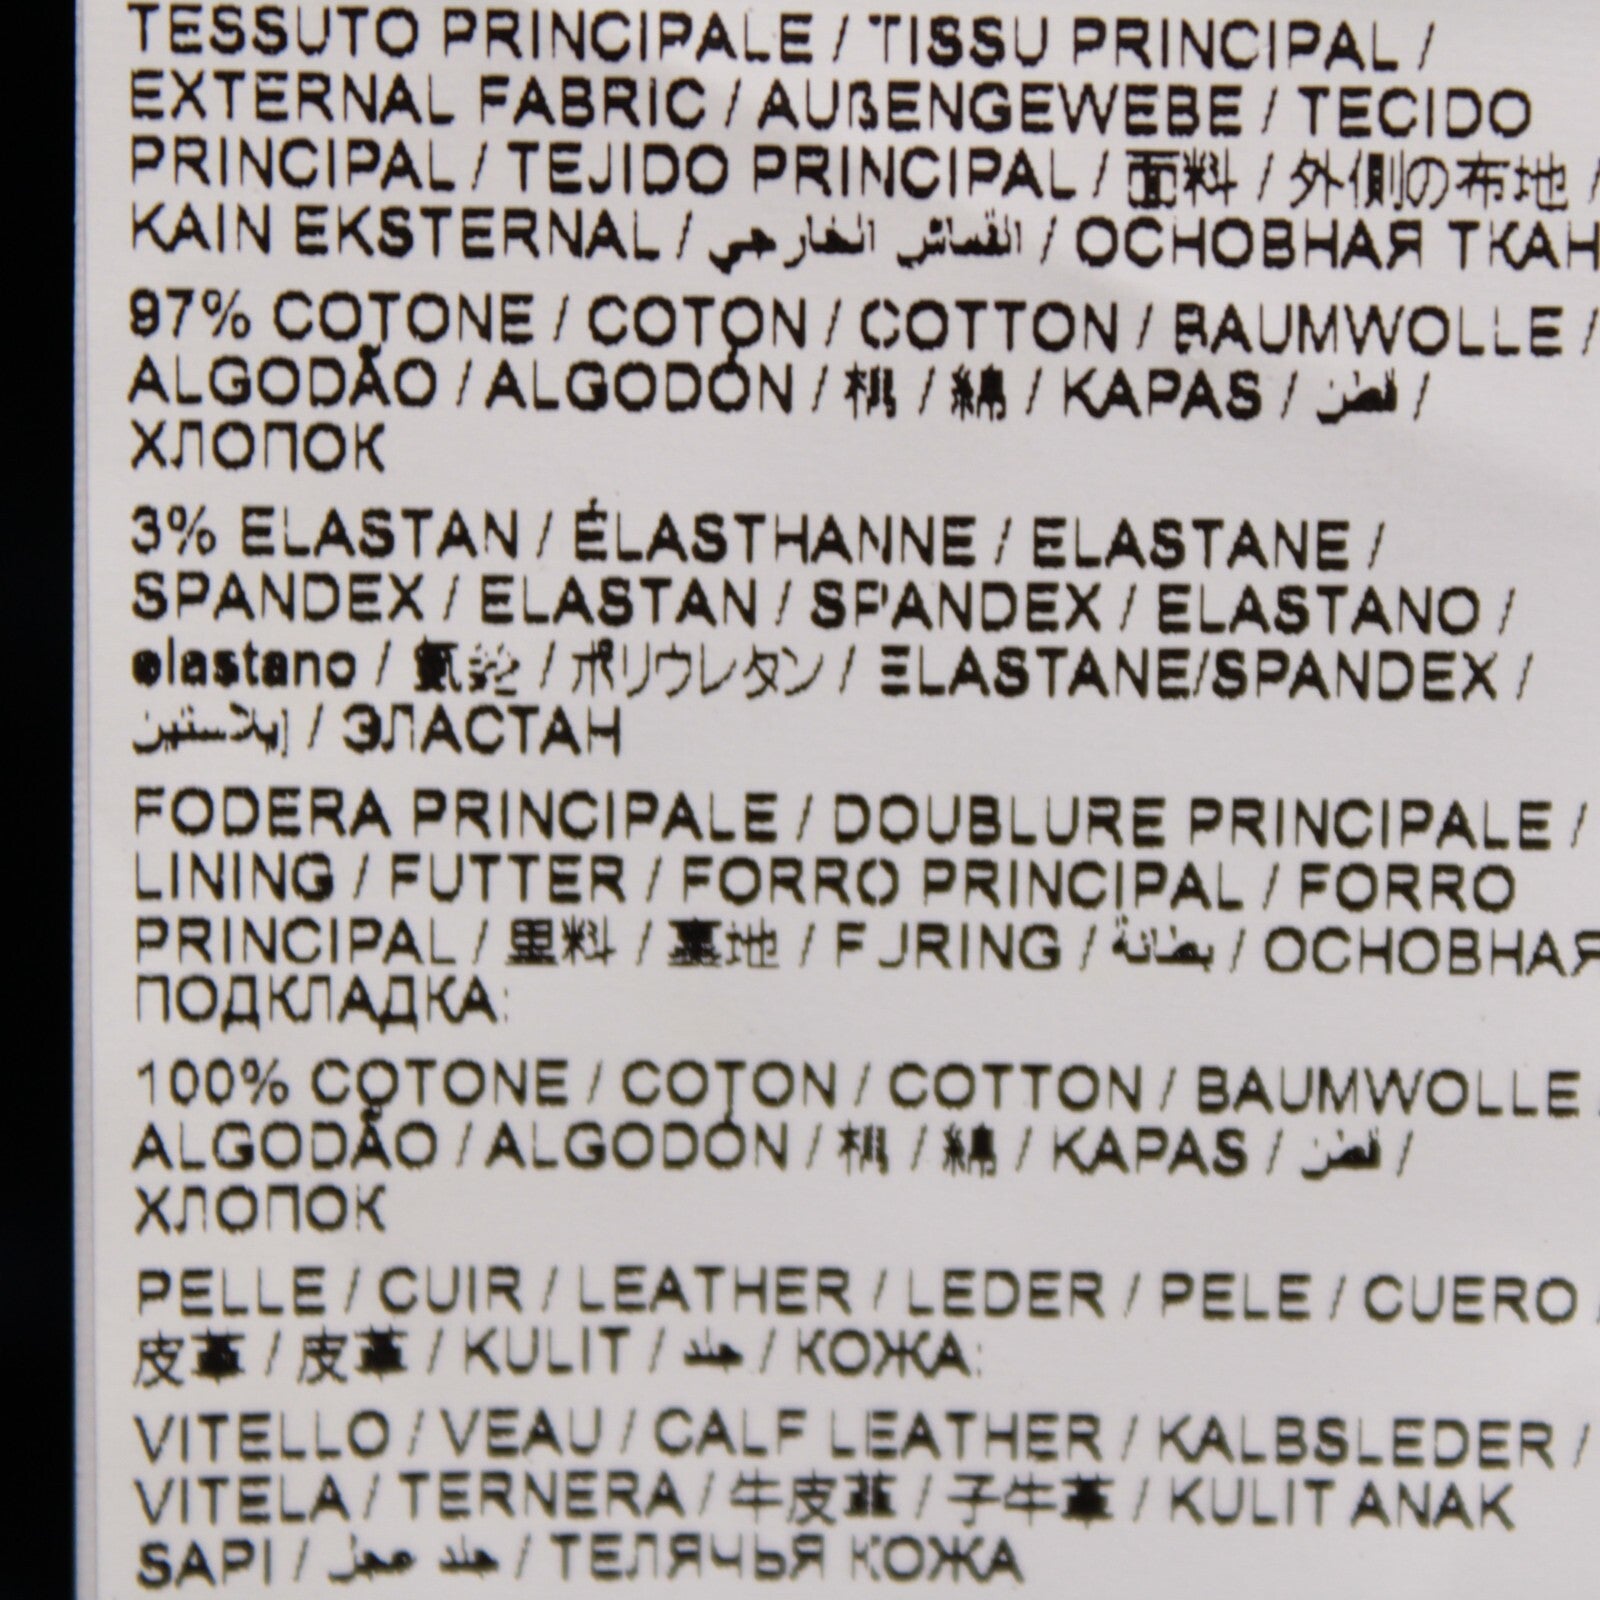 TESSUTO PRINCIPALE / TISSU PRINCIPAL /
EXTERNAL FABRIC / AUßENGEWEBE / TECIDO
PRINCIPAL / TEJIDO PRINCIPAL / 面料 / 外側の布地 /
KAIN EKSTERNAL / القماش الخارجي / ОСНОВНАЯ ТКАН
97% COTONE / COTON / COTTON / BAUMWOLLE /
ALGODÃO / ALGODÓN / 棉 / 綿 / KAPAS / قطن /
ХЛОПОК
3% ELASTAN / ÉLASTHANNE / ELASTANE /
SPANDEX / ELASTAN / SPANDEX / ELASTANO /
elastano / 氨纶 / ポリウレタン / ELASTANE/SPANDEX /
إيلاستين / ЭЛАСТАН
FODERA PRINCIPALE / DOUBLURE PRINCIPALE /
LINING / FUTTER / FORRO PRINCIPAL / FORRO
PRINCIPAL / 里料 / 裏地 / FURING / بطانة / ОСНОВНАЯ
ПОДКЛАДКА:
100% COTONE / COTON / COTTON / BAUMWOLLE
ALGODÃO / ALGODÓN / 棉 / 綿 / KAPAS / قطن /
ХЛОПОК
PELLE / CUIR / LEATHER / LEDER / PELE / CUERO
皮革 / 皮革 / KULIT / جلد / КОЖА:
VITELLO / VEAU / CALF LEATHER / KALBSLEDER /
VITELA / TERNERA / 牛皮革 / 子牛革 / KULIT ANAK
SAPI / جلد عجل / ТЕЛЯЧЬЯ КОЖА